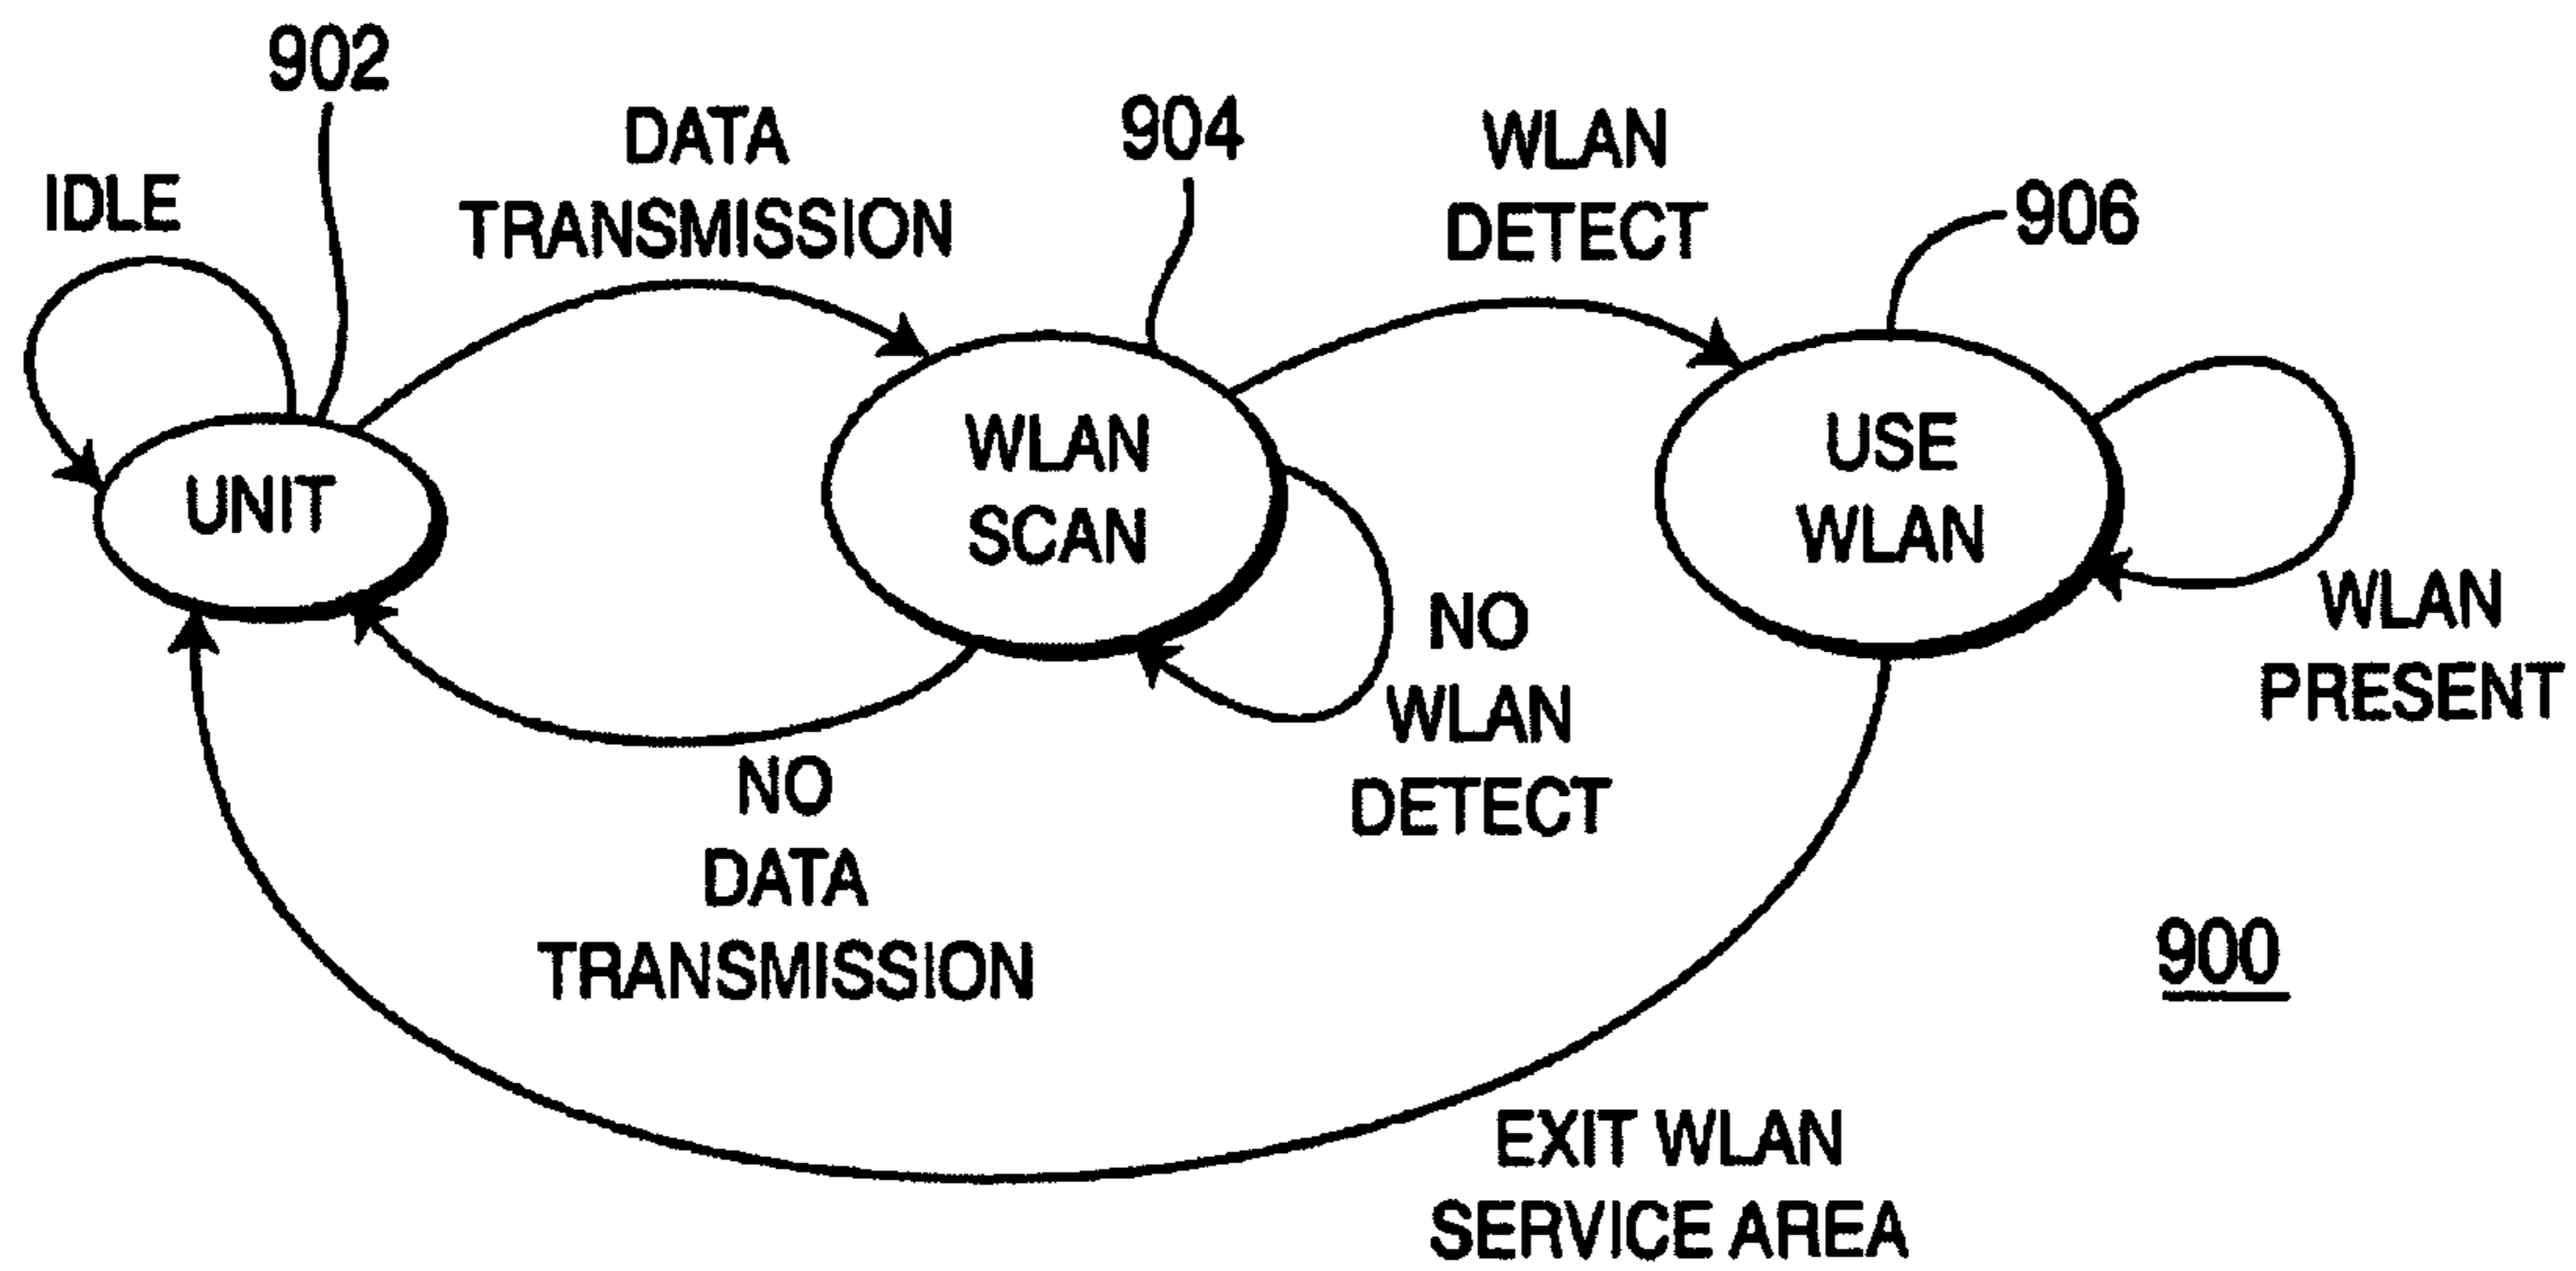 902
IDLE
DATA
TRANSMISSION
904
WLAN
DETECT
906
UNIT
WLAN
SCAN
USE
WLAN
NO
WLAN
DETECT
WLAN
PRESENT
NO
DATA
TRANSMISSION
900
EXIT WLAN
SERVICE AREA